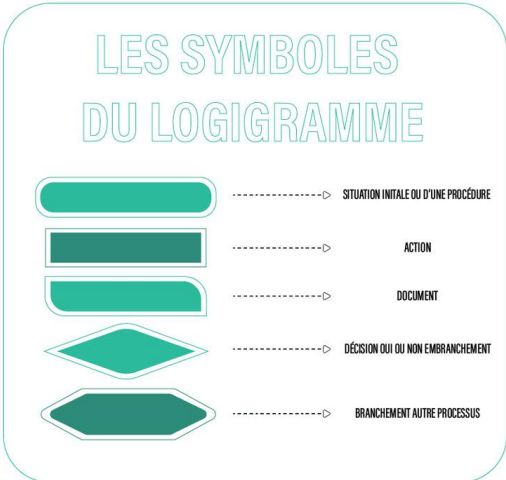 LES SYMBOLES
DU LOGIGRAMME
SITUATION INITALE OU D'UNE PROCÉDURE
ACTION
DOCUMENT
DÉCISION OUI OU NON EMBRANCHEMENT
BRANCHEMENT AUTRE PROCESSUS